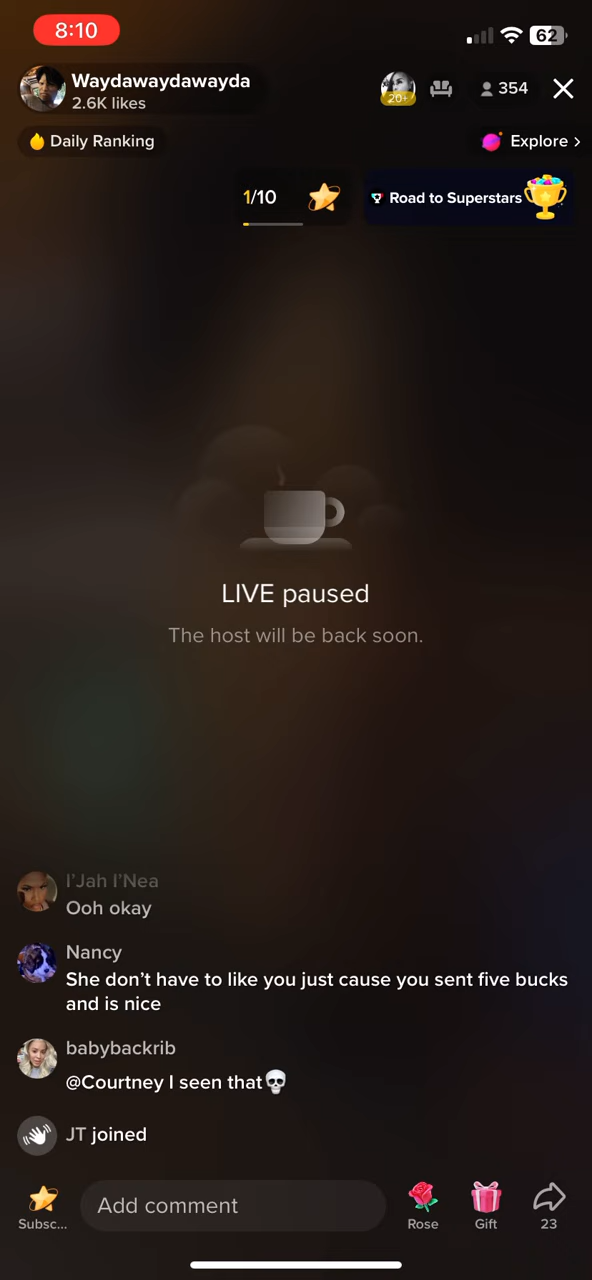 8:10
62
Waydawaydawayda
2.6K likes
20+
354
Daily Ranking
Explore >
1/10
Road to Superstars
LIVE paused
The host will be back soon.
I'Jah I'Nea
Ooh okay
Nancy
She don't have to like you just cause you sent five bucks
and is nice
babybackrib
@Courtney I seen that💀
JT joined
Add comment
Subsc...
Rose
Gift
23